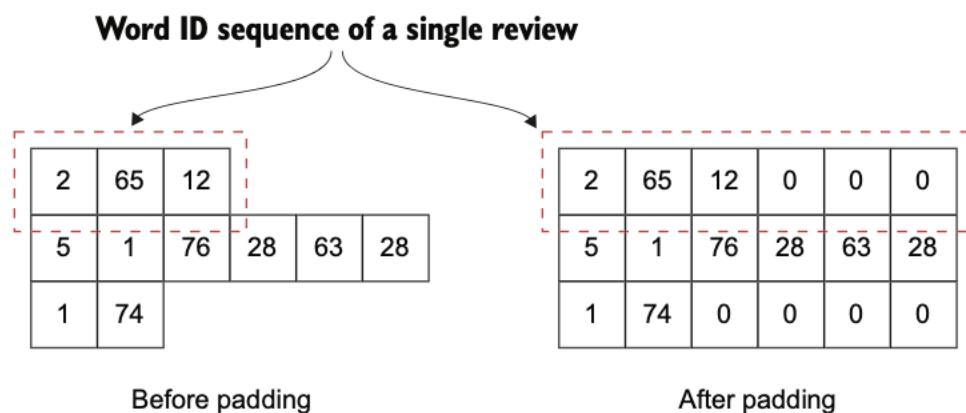 Word ID sequence of a single review
2 65 12
5 1 76 28 63 28
1 74
Before padding
2 65 12 0 0 0
5 1 76 28 63 28
1 74 0 0 0 0
After padding